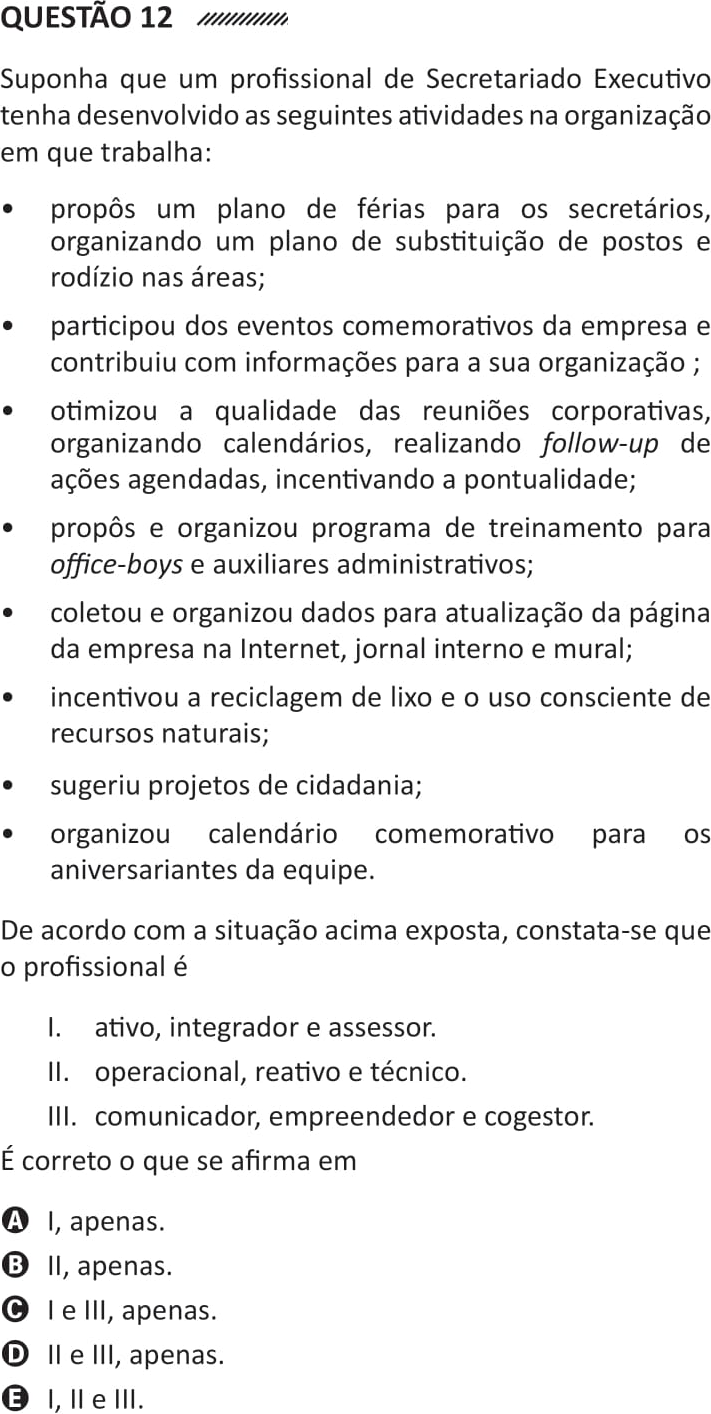 QUESTÃO 12
Suponha que um profissional de Secretariado Executivo
tenha desenvolvido as seguintes atividades na organização
em que trabalha:
• propôs um plano de férias para os secretários,
organizando um plano de substituição de postos e
rodízio nas áreas;
• participou dos eventos comemorativos da empresa e
contribuiu com informações para a sua organização ;
• otimizou a qualidade das reuniões corporativas,
organizando calendários, realizando follow-up de
ações agendadas, incentivando a pontualidade;
• propôs e organizou programa de treinamento para
office-boys e auxiliares administrativos;
• coletou e organizou dados para atualização da página
da empresa na Internet, jornal interno e mural;
• incentivou a reciclagem de lixo e o uso consciente de
recursos naturais;
• sugeriu projetos de cidadania;
• organizou calendário comemorativo para os
aniversariantes da equipe.
De acordo com a situação acima exposta, constata-se que
o profissional é
I. ativo, integrador e assessor.
II. operacional, reativo e técnico.
III. comunicador, empreendedor e cogestor.
É correto o que se afirma em
A I, apenas.
B II, apenas.
C I e III, apenas.
D II e III, apenas.
E I, II e III.